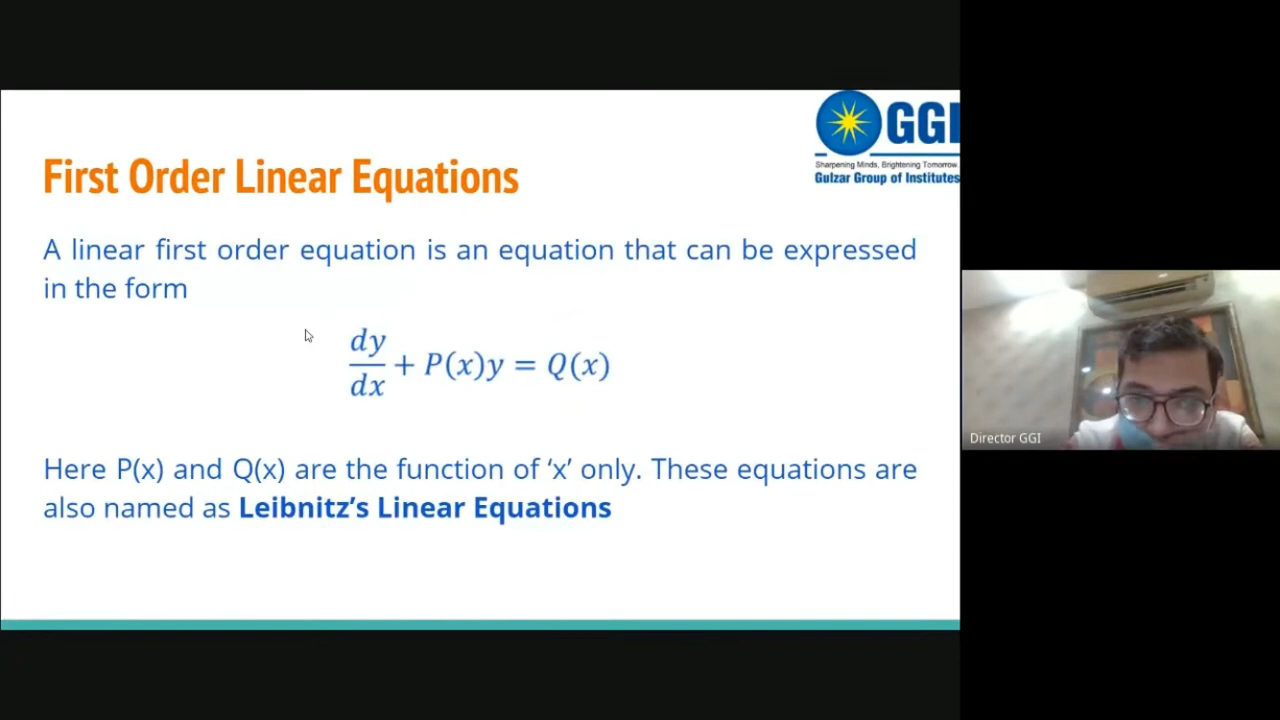 GGI
Sharpening Minds, Brightening Tomorrow
Gulzar Group of Institutes
First Order Linear Equations
A linear first order equation is an equation that can be expressed
in the form
dy/dx + P(x)y = Q(x)
Here P(x) and Q(x) are the function of ‘x’ only. These equations are
also named as Leibnitz’s Linear Equations
Director GGI